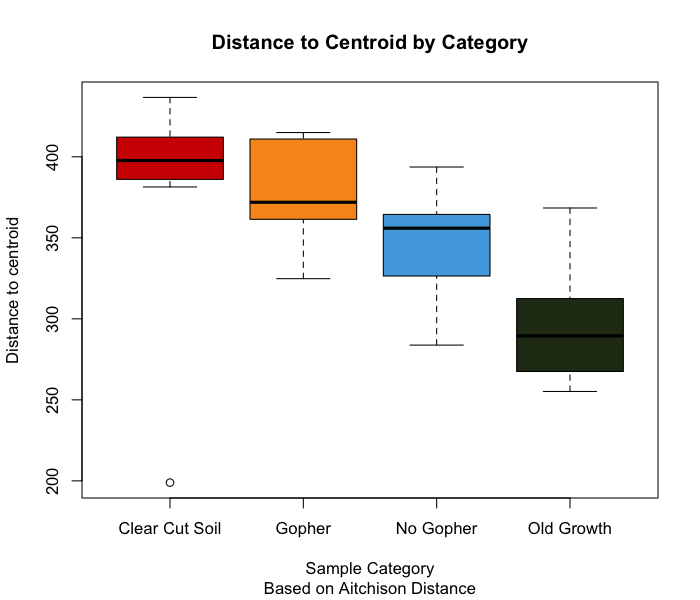 Distance to Centroid by Category
Distance to centroid
400
350
300
250
200
Clear Cut Soil Gopher No Gopher Old Growth
Sample Category
Based on Aitchison Distance